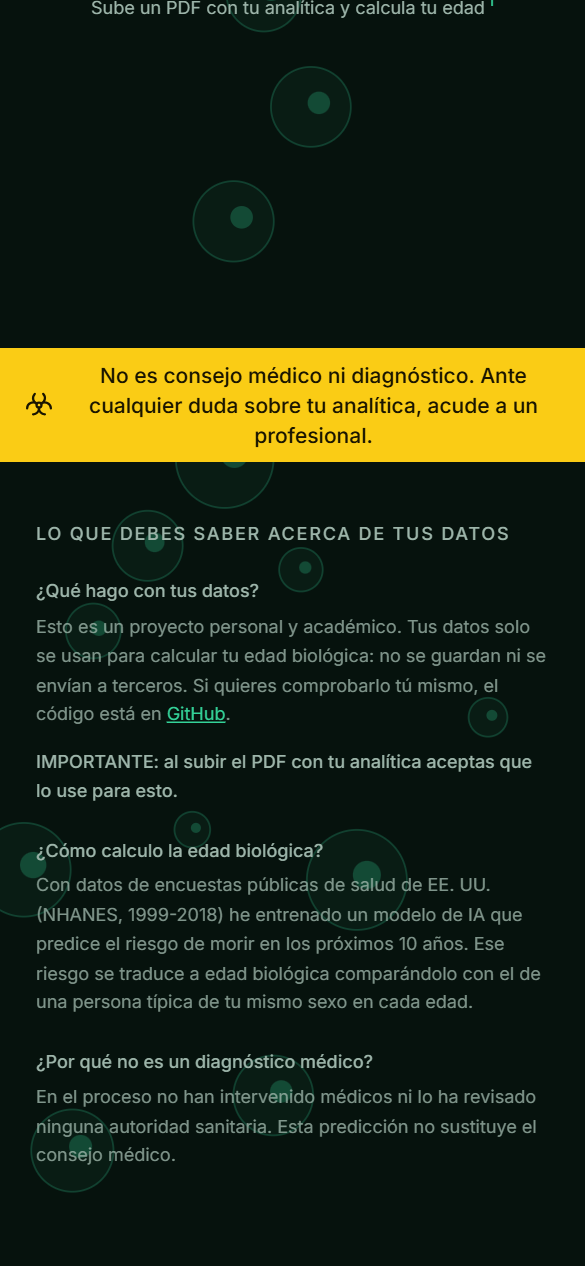 Sube un PDF con tu analítica y calcula tu edad
No es consejo médico ni diagnóstico. Ante
cualquier duda sobre tu analítica, acude a un
profesional.
LO QUE DEBES SABER ACERCA DE TUS DATOS
¿Qué hago con tus datos?
Esto es un proyecto personal y académico. Tus datos solo
se usan para calcular tu edad biológica: no se guardan ni se
envían a terceros. Si quieres comprobarlo tú mismo, el
código está en GitHub.
IMPORTANTE: al subir el PDF con tu analítica aceptas que
lo use para esto.
¿Cómo calculo la edad biológica?
Con datos de encuestas públicas de salud de EE. UU.
(NHANES, 1999-2018) he entrenado un modelo de IA que
predice el riesgo de morir en los próximos 10 años. Ese
riesgo se traduce a edad biológica comparándolo con el de
una persona típica de tu mismo sexo en cada edad.
¿Por qué no es un diagnóstico médico?
En el proceso no han intervenido médicos ni lo ha revisado
ninguna autoridad sanitaria. Esta predicción no sustituye el
consejo médico.